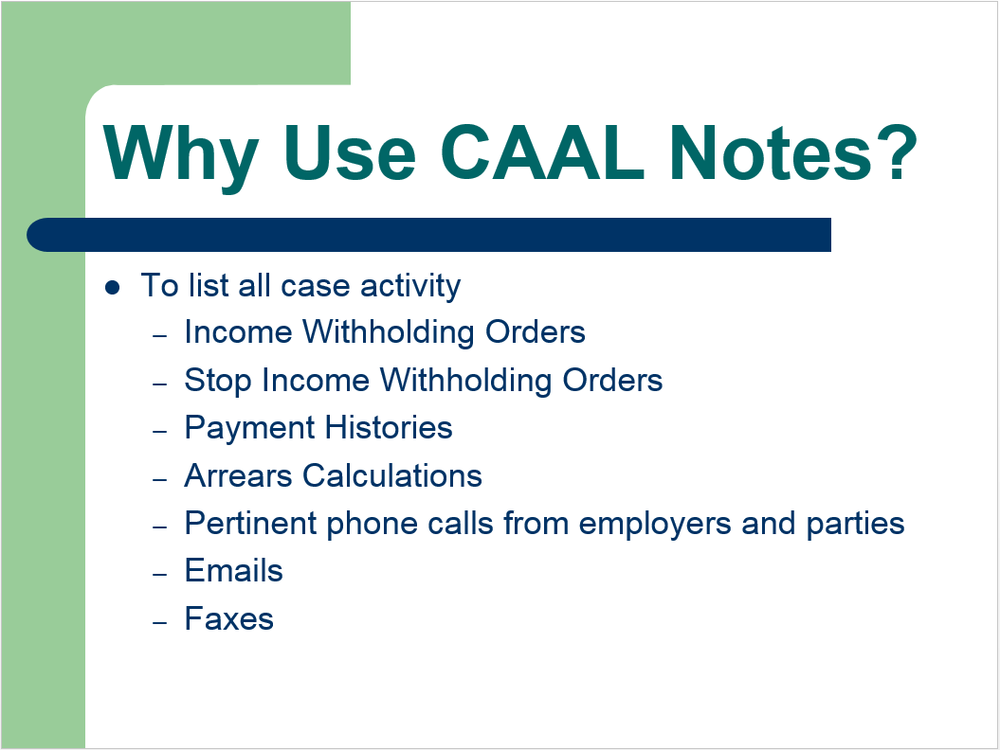 Why Use CAAL Notes?
● To list all case activity
– Income Withholding Orders
– Stop Income Withholding Orders
– Payment Histories
– Arrears Calculations
– Pertinent phone calls from employers and parties
– Emails
– Faxes